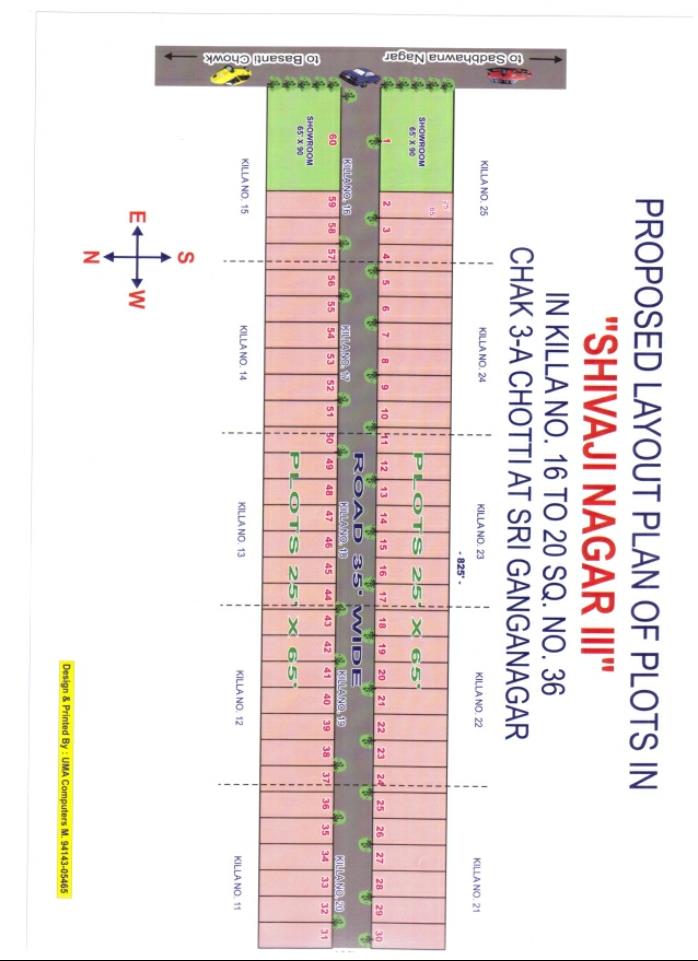 PROPOSED LAYOUT PLAN OF PLOTS IN
"SHIVAJI NAGAR III"
IN KILLA NO. 16 TO 20 SQ. NO. 36
CHAK 3-A CHOTTI AT SRI GANGANAGAR
to Sadbhawna Nagar
KILLA NO. 25 KILLA NO. 24 KILLA NO. 23 KILLA NO. 22 KILLA NO. 21
- 825' -
SHOWROOM
65' X 90
25'
65'
PLOTS 25' X 65'
1 2 3 4 5 6 7 8 9 10 11 12 13 14 15 16 17 18 19 20 21 22 23 24 25 26 27 28 29 30
ROAD 35' WIDE
KILLA NO. 16 KILLA NO. 17 KILLA NO. 18 KILLA NO. 19 KILLA NO. 20
60 59 58 57 56 55 54 53 52 51 50 49 48 47 46 45 44 43 42 41 40 39 38 37 36 35 34 33 32 31
SHOWROOM
65' X 90
PLOTS 25' X 65'
to Basanti Chowk
KILLA NO. 15 KILLA NO. 14 KILLA NO. 13 KILLA NO. 12 KILLA NO. 11
S
E W
N
Design & Printed By : UMA Computers M. 94143-05465